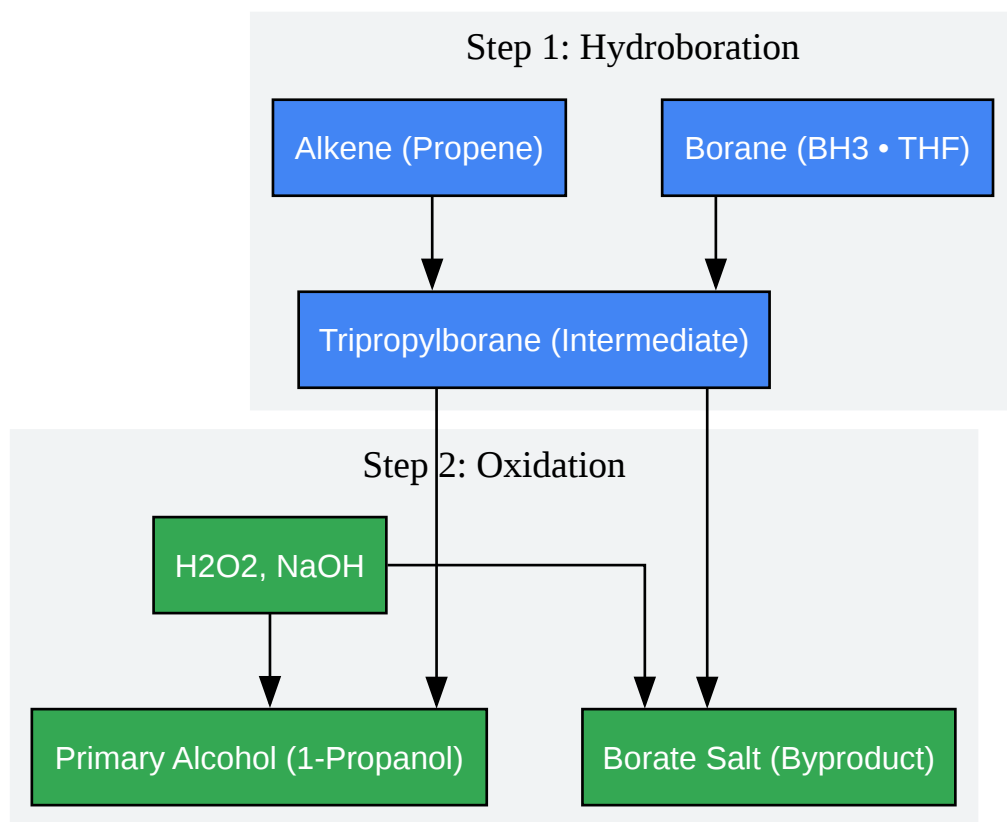 Step 1: Hydroboration
Alkene (Propene)
Borane (BH3 • THF)
Tripropylborane (Intermediate)
Step 2: Oxidation
H2O2, NaOH
Primary Alcohol (1-Propanol)
Borate Salt (Byproduct)